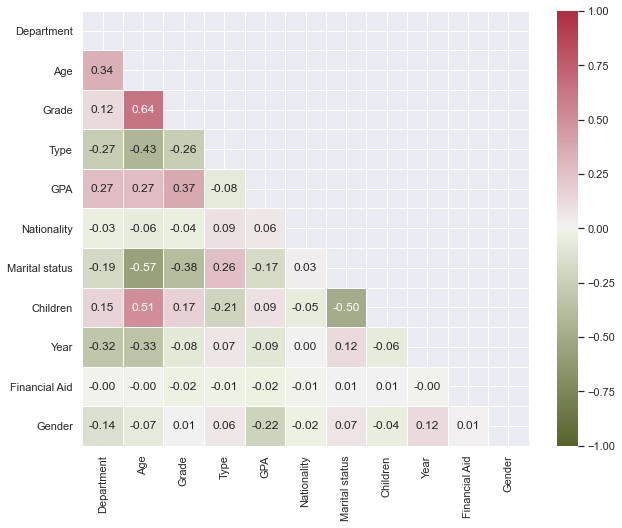 Department
Age 0.34
Grade 0.12 0.64
Type -0.27 -0.43 -0.26
GPA 0.27 0.27 0.37 -0.08
Nationality -0.03 -0.06 -0.04 0.09 0.06
Marital status -0.19 -0.57 -0.38 0.26 -0.17 0.03
Children 0.15 0.51 0.17 -0.21 0.09 -0.05 -0.50
Year -0.32 -0.33 -0.08 0.07 -0.09 0.00 0.12 -0.06
Financial Aid -0.00 -0.00 -0.02 -0.01 -0.02 -0.01 0.01 0.01 -0.00
Gender -0.14 -0.07 0.01 0.06 -0.22 -0.02 0.07 -0.04 0.12 0.01
Department Age Grade Type GPA Nationality Marital status Children Year Financial Aid Gender
1.00
0.75
0.50
0.25
0.00
−0.25
−0.50
−0.75
−1.00